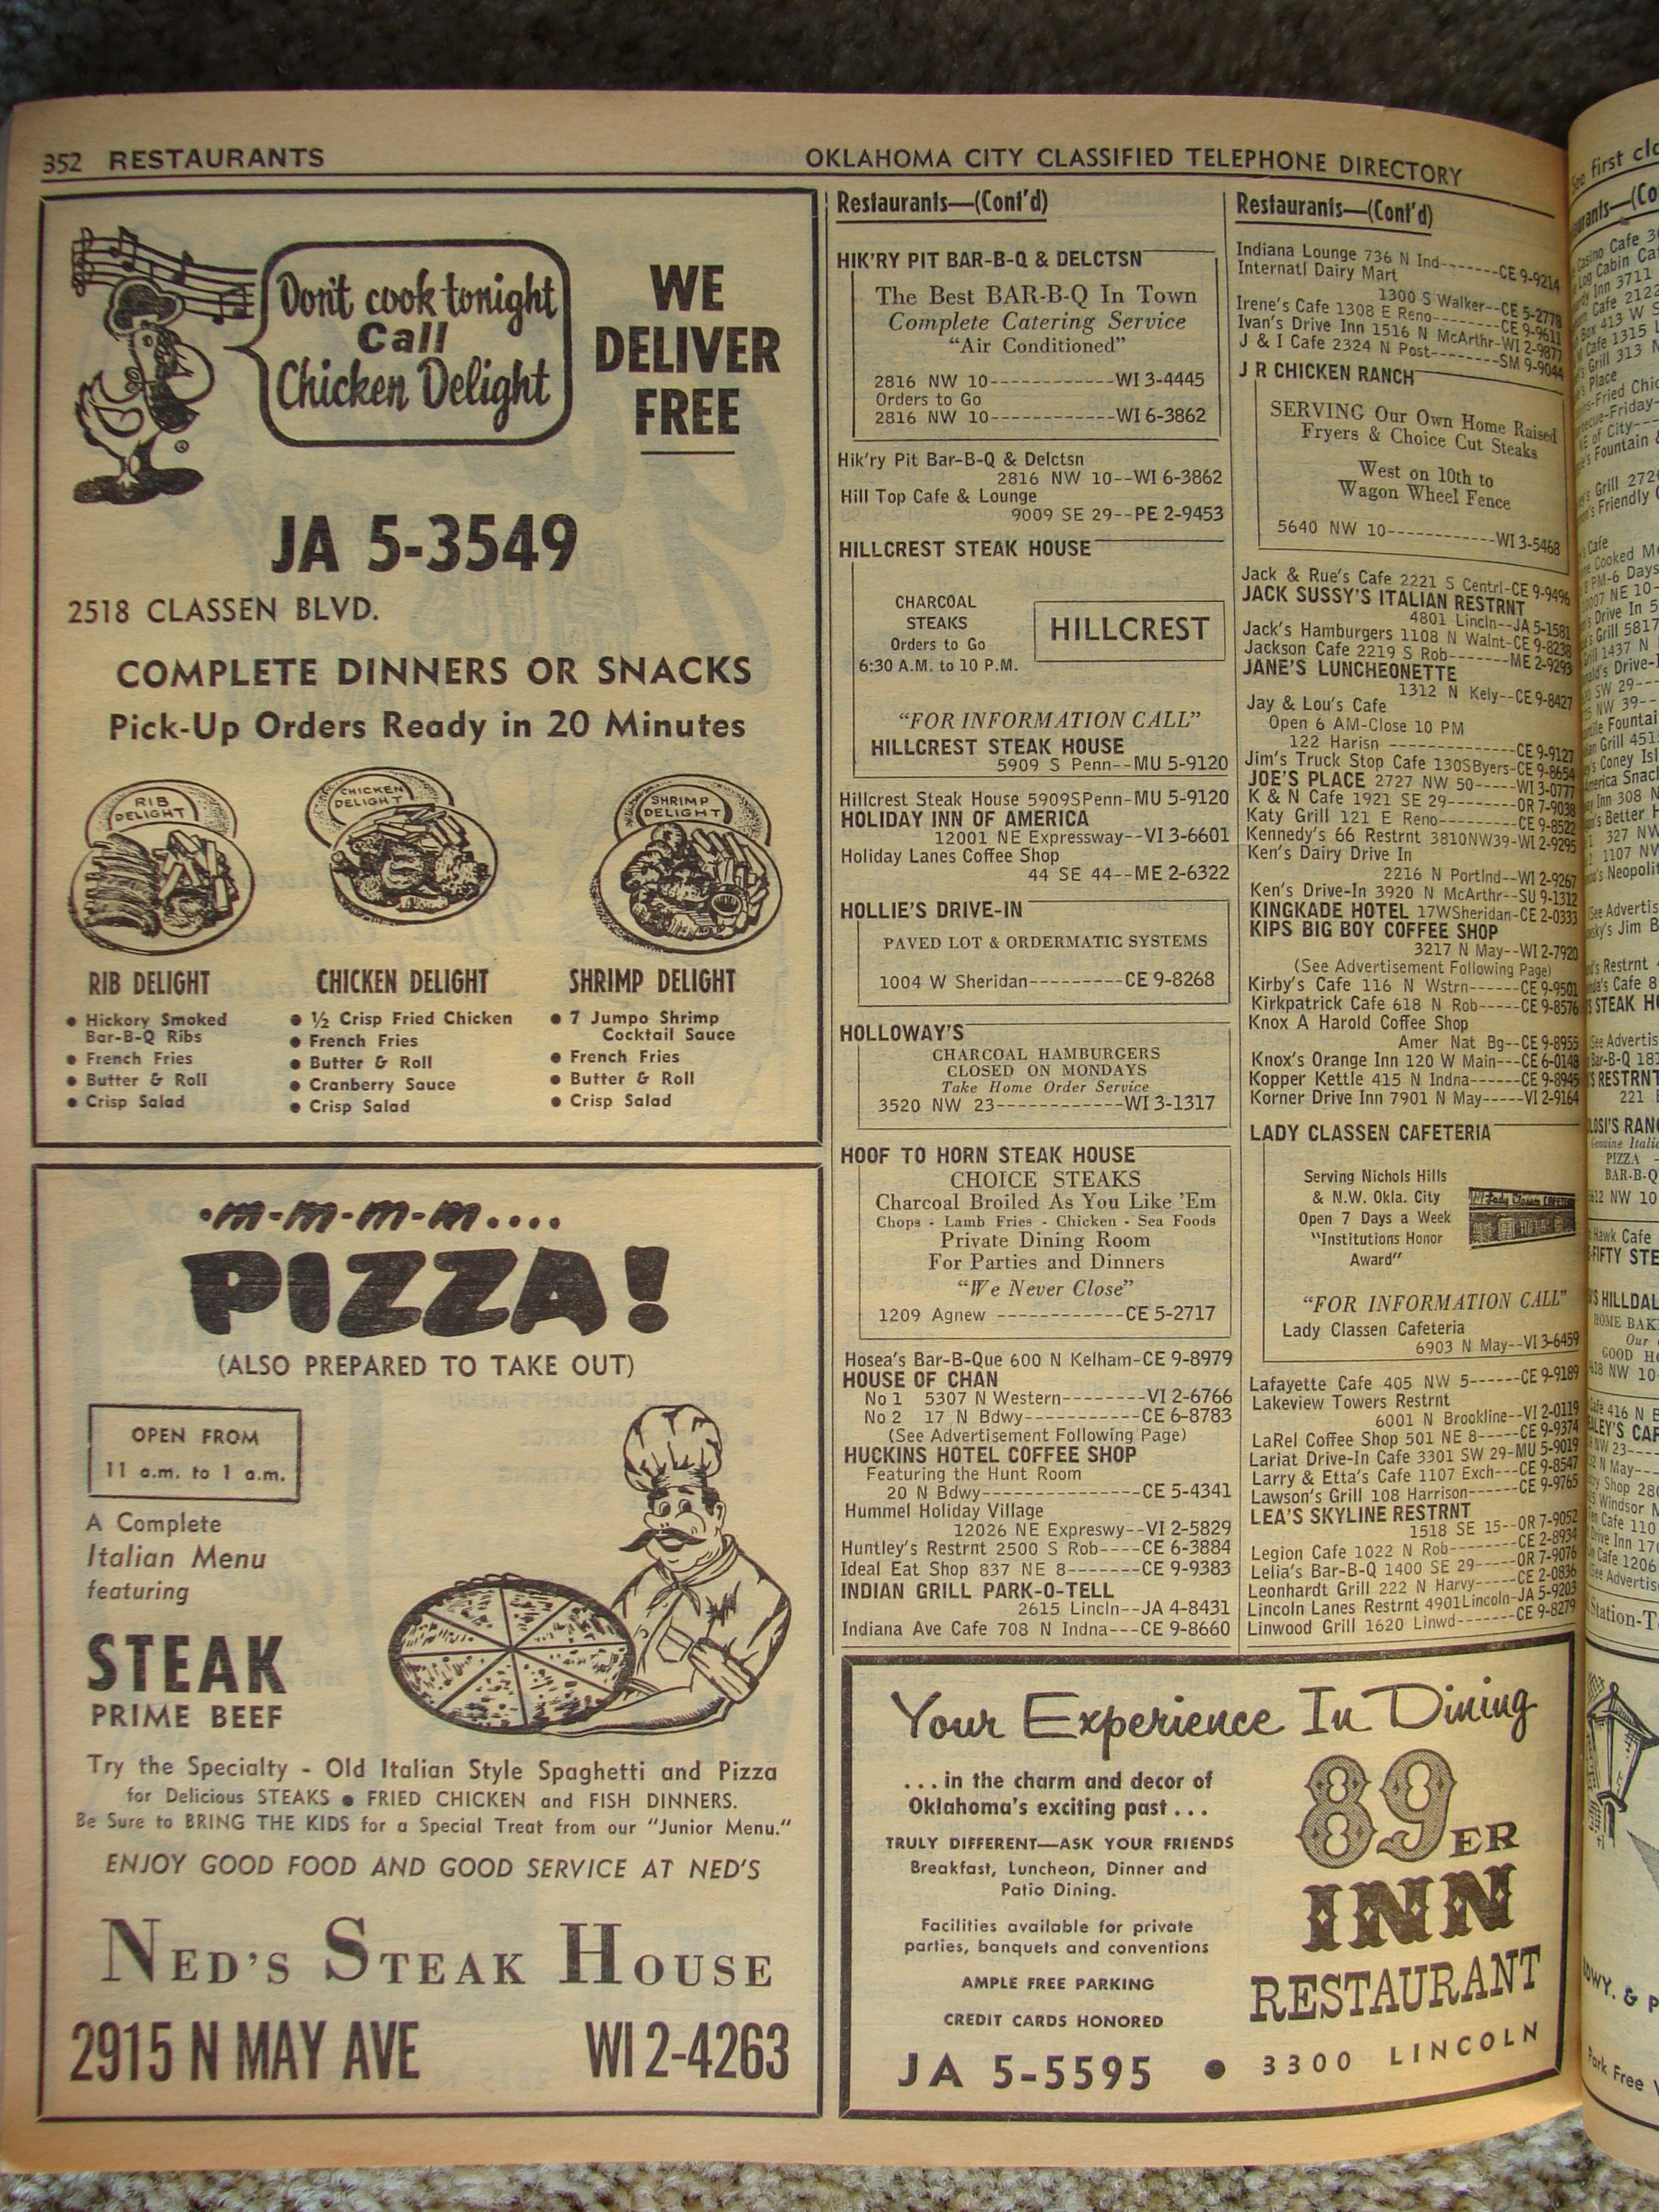 352 RESTAURANTS
OKLAHOMA CITY CLASSIFIED TELEPHONE DIRECTORY
Don't cook tonight
Call
Chicken Delight
WE
DELIVER
FREE
JA 5-3549
2518 CLASSEN BLVD.
COMPLETE DINNERS OR SNACKS
Pick-Up Orders Ready in 20 Minutes
RIB DELIGHT
CHICKEN DELIGHT
SHRIMP DELIGHT
RIB DELIGHT
• Hickory Smoked
Bar-B-Q Ribs
• French Fries
• Butter & Roll
• Crisp Salad
CHICKEN DELIGHT
• ½ Crisp Fried Chicken
• French Fries
• Butter & Roll
• Cranberry Sauce
• Crisp Salad
SHRIMP DELIGHT
• 7 Jumpo Shrimp
Cocktail Sauce
• French Fries
• Butter & Roll
• Crisp Salad
·m-m-m-m....
PIZZA!
(ALSO PREPARED TO TAKE OUT)
OPEN FROM
11 a.m. to 1 a.m.
A Complete
Italian Menu
featuring
STEAK
PRIME BEEF
Try the Specialty - Old Italian Style Spaghetti and Pizza
for Delicious STEAKS • FRIED CHICKEN and FISH DINNERS.
Be Sure to BRING THE KIDS for a Special Treat from our "Junior Menu."
ENJOY GOOD FOOD AND GOOD SERVICE AT NED'S
NED'S STEAK HOUSE
2915 N MAY AVE WI 2-4263
Restaurants—(Cont'd)
HIK'RY PIT BAR-B-Q & DELCTSN
The Best BAR-B-Q In Town
Complete Catering Service
"Air Conditioned"
2816 NW 10------------WI 3-4445
Orders to Go
2816 NW 10------------WI 6-3862
Hik'ry Pit Bar-B-Q & Delctsn
2816 NW 10--WI 6-3862
Hill Top Cafe & Lounge
9009 SE 29--PE 2-9453
HILLCREST STEAK HOUSE
CHARCOAL
STEAKS
Orders to Go
6:30 A.M. to 10 P.M.
HILLCREST
"FOR INFORMATION CALL"
HILLCREST STEAK HOUSE
5909 S Penn--MU 5-9120
Hillcrest Steak House 5909SPenn-MU 5-9120
HOLIDAY INN OF AMERICA
12001 NE Expressway--VI 3-6601
Holiday Lanes Coffee Shop
44 SE 44--ME 2-6322
HOLLIE'S DRIVE-IN
PAVED LOT & ORDERMATIC SYSTEMS
1004 W Sheridan---------CE 9-8268
HOLLOWAY'S
CHARCOAL HAMBURGERS
CLOSED ON MONDAYS
Take Home Order Service
3520 NW 23------------WI 3-1317
HOOF TO HORN STEAK HOUSE
CHOICE STEAKS
Charcoal Broiled As You Like 'Em
Chops - Lamb Fries - Chicken - Sea Foods
Private Dining Room
For Parties and Dinners
"We Never Close"
1209 Agnew ------------CE 5-2717
Hosea's Bar-B-Que 600 N Kelham-CE 9-8979
HOUSE OF CHAN
No 1 5307 N Western--------VI 2-6766
No 2 17 N Bdwy-----------CE 6-8783
(See Advertisement Following Page)
HUCKINS HOTEL COFFEE SHOP
Featuring the Hunt Room
20 N Bdwy--------------CE 5-4341
Hummel Holiday Village
12026 NE Expreswy--VI 2-5829
Huntley's Restrnt 2500 S Rob----CE 6-3884
Ideal Eat Shop 837 NE 8-------CE 9-9383
INDIAN GRILL PARK-O-TELL
2615 Lincln--JA 4-8431
Indiana Ave Cafe 708 N Indna---CE 9-8660
Restaurants—(Cont'd)
Indiana Lounge 736 N Ind-------CE 9-9214
Internatl Dairy Mart
1300 S Walker--CE 5-2778
Irene's Cafe 1308 E Reno--------CE 9-9611
Ivan's Drive Inn 1516 N McArthr-WI 2-9877
J & I Cafe 2324 N Post--------SM 9-9044
J R CHICKEN RANCH
SERVING Our Own Home Raised
Fryers & Choice Cut Steaks
West on 10th to
Wagon Wheel Fence
5640 NW 10-----------WI 3-5468
Jack & Rue's Cafe 2221 S Centrl-CE 9-9496
JACK SUSSY'S ITALIAN RESTRNT
4801 Lincln--JA 5-1581
Jack's Hamburgers 1108 N Walnt-CE 9-8238
Jackson Cafe 2219 S Rob-------ME 2-9293
JANE'S LUNCHEONETTE
1312 N Kely--CE 9-8427
Jay & Lou's Cafe
Open 6 AM-Close 10 PM
122 Harisn --------------CE 9-9127
Jim's Truck Stop Cafe 130SByers-CE 9-8654
JOE'S PLACE 2727 NW 50-----WI 3-0777
K & N Cafe 1921 SE 29--------OR 7-9038
Katy Grill 121 E Reno---------CE 9-8522
Kennedy's 66 Restrnt 3810NW39-WI 2-9295
Ken's Dairy Drive In
2216 N Portlnd--WI 2-9267
Ken's Drive-In 3920 N McArthr--SU 9-1312
KINGKADE HOTEL 17WSheridan-CE 2-0333
KIPS BIG BOY COFFEE SHOP
3217 N May--WI 2-7920
(See Advertisement Following Page)
Kirby's Cafe 116 N Wstrn------CE 9-9501
Kirkpatrick Cafe 618 N Rob-----CE 9-8576
Knox A Harold Coffee Shop
Amer Nat Bg--CE 9-8955
Knox's Orange Inn 120 W Main---CE 6-0148
Kopper Kettle 415 N Indna------CE 9-8945
Korner Drive Inn 7901 N May-----VI 2-9164
LADY CLASSEN CAFETERIA
Serving Nichols Hills
& N.W. Okla. City
Open 7 Days a Week
"Institutions Honor
Award"
Lady Classen CAFETERIA
"FOR INFORMATION CALL"
Lady Classen Cafeteria
6903 N May--VI 3-6459
Lafayette Cafe 405 NW 5------CE 9-9189
Lakeview Towers Restrnt
6001 N Brookline--VI 2-0119
LaRel Coffee Shop 501 NE 8-----CE 9-9374
Lariat Drive-In Cafe 3301 SW 29-MU 5-9019
Larry & Etta's Cafe 1107 Exch---CE 9-8547
Lawson's Grill 108 Harrison------CE 9-9765
LEA'S SKYLINE RESTRNT
1518 SE 15--OR 7-9052
Legion Cafe 1022 N Rob--------CE 2-8934
Lelia's Bar-B-Q 1400 SE 29-----OR 7-9076
Leonhardt Grill 222 N Harvy-----CE 2-0836
Lincoln Lanes Restrnt 4901Lincoln-JA 5-9203
Linwood Grill 1620 Linwd-------CE 9-8279
Your Experience In Dining
...in the charm and decor of
Oklahoma's exciting past...
TRULY DIFFERENT—ASK YOUR FRIENDS
Breakfast, Luncheon, Dinner and
Patio Dining.
Facilities available for private
parties, banquets and conventions
AMPLE FREE PARKING
CREDIT CARDS HONORED
89ER
INN
RESTAURANT
JA 5-5595 • 3300 LINCOLN